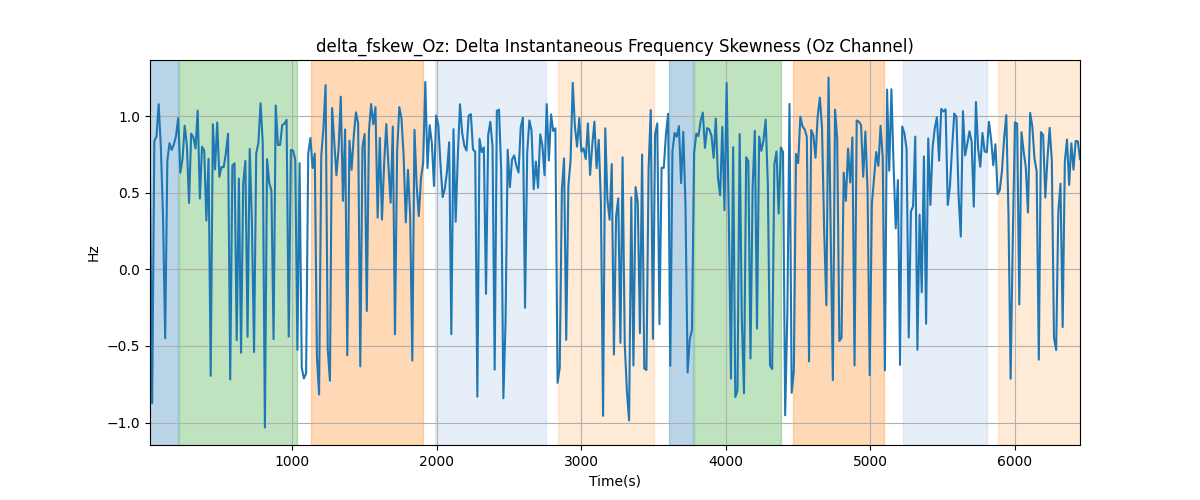 delta_fskew_Oz: Delta Instantaneous Frequency Skewness (Oz Channel)
Hz
1.0
0.5
0.0
−0.5
−1.0
1000 2000 3000 4000 5000 6000
Time(s)